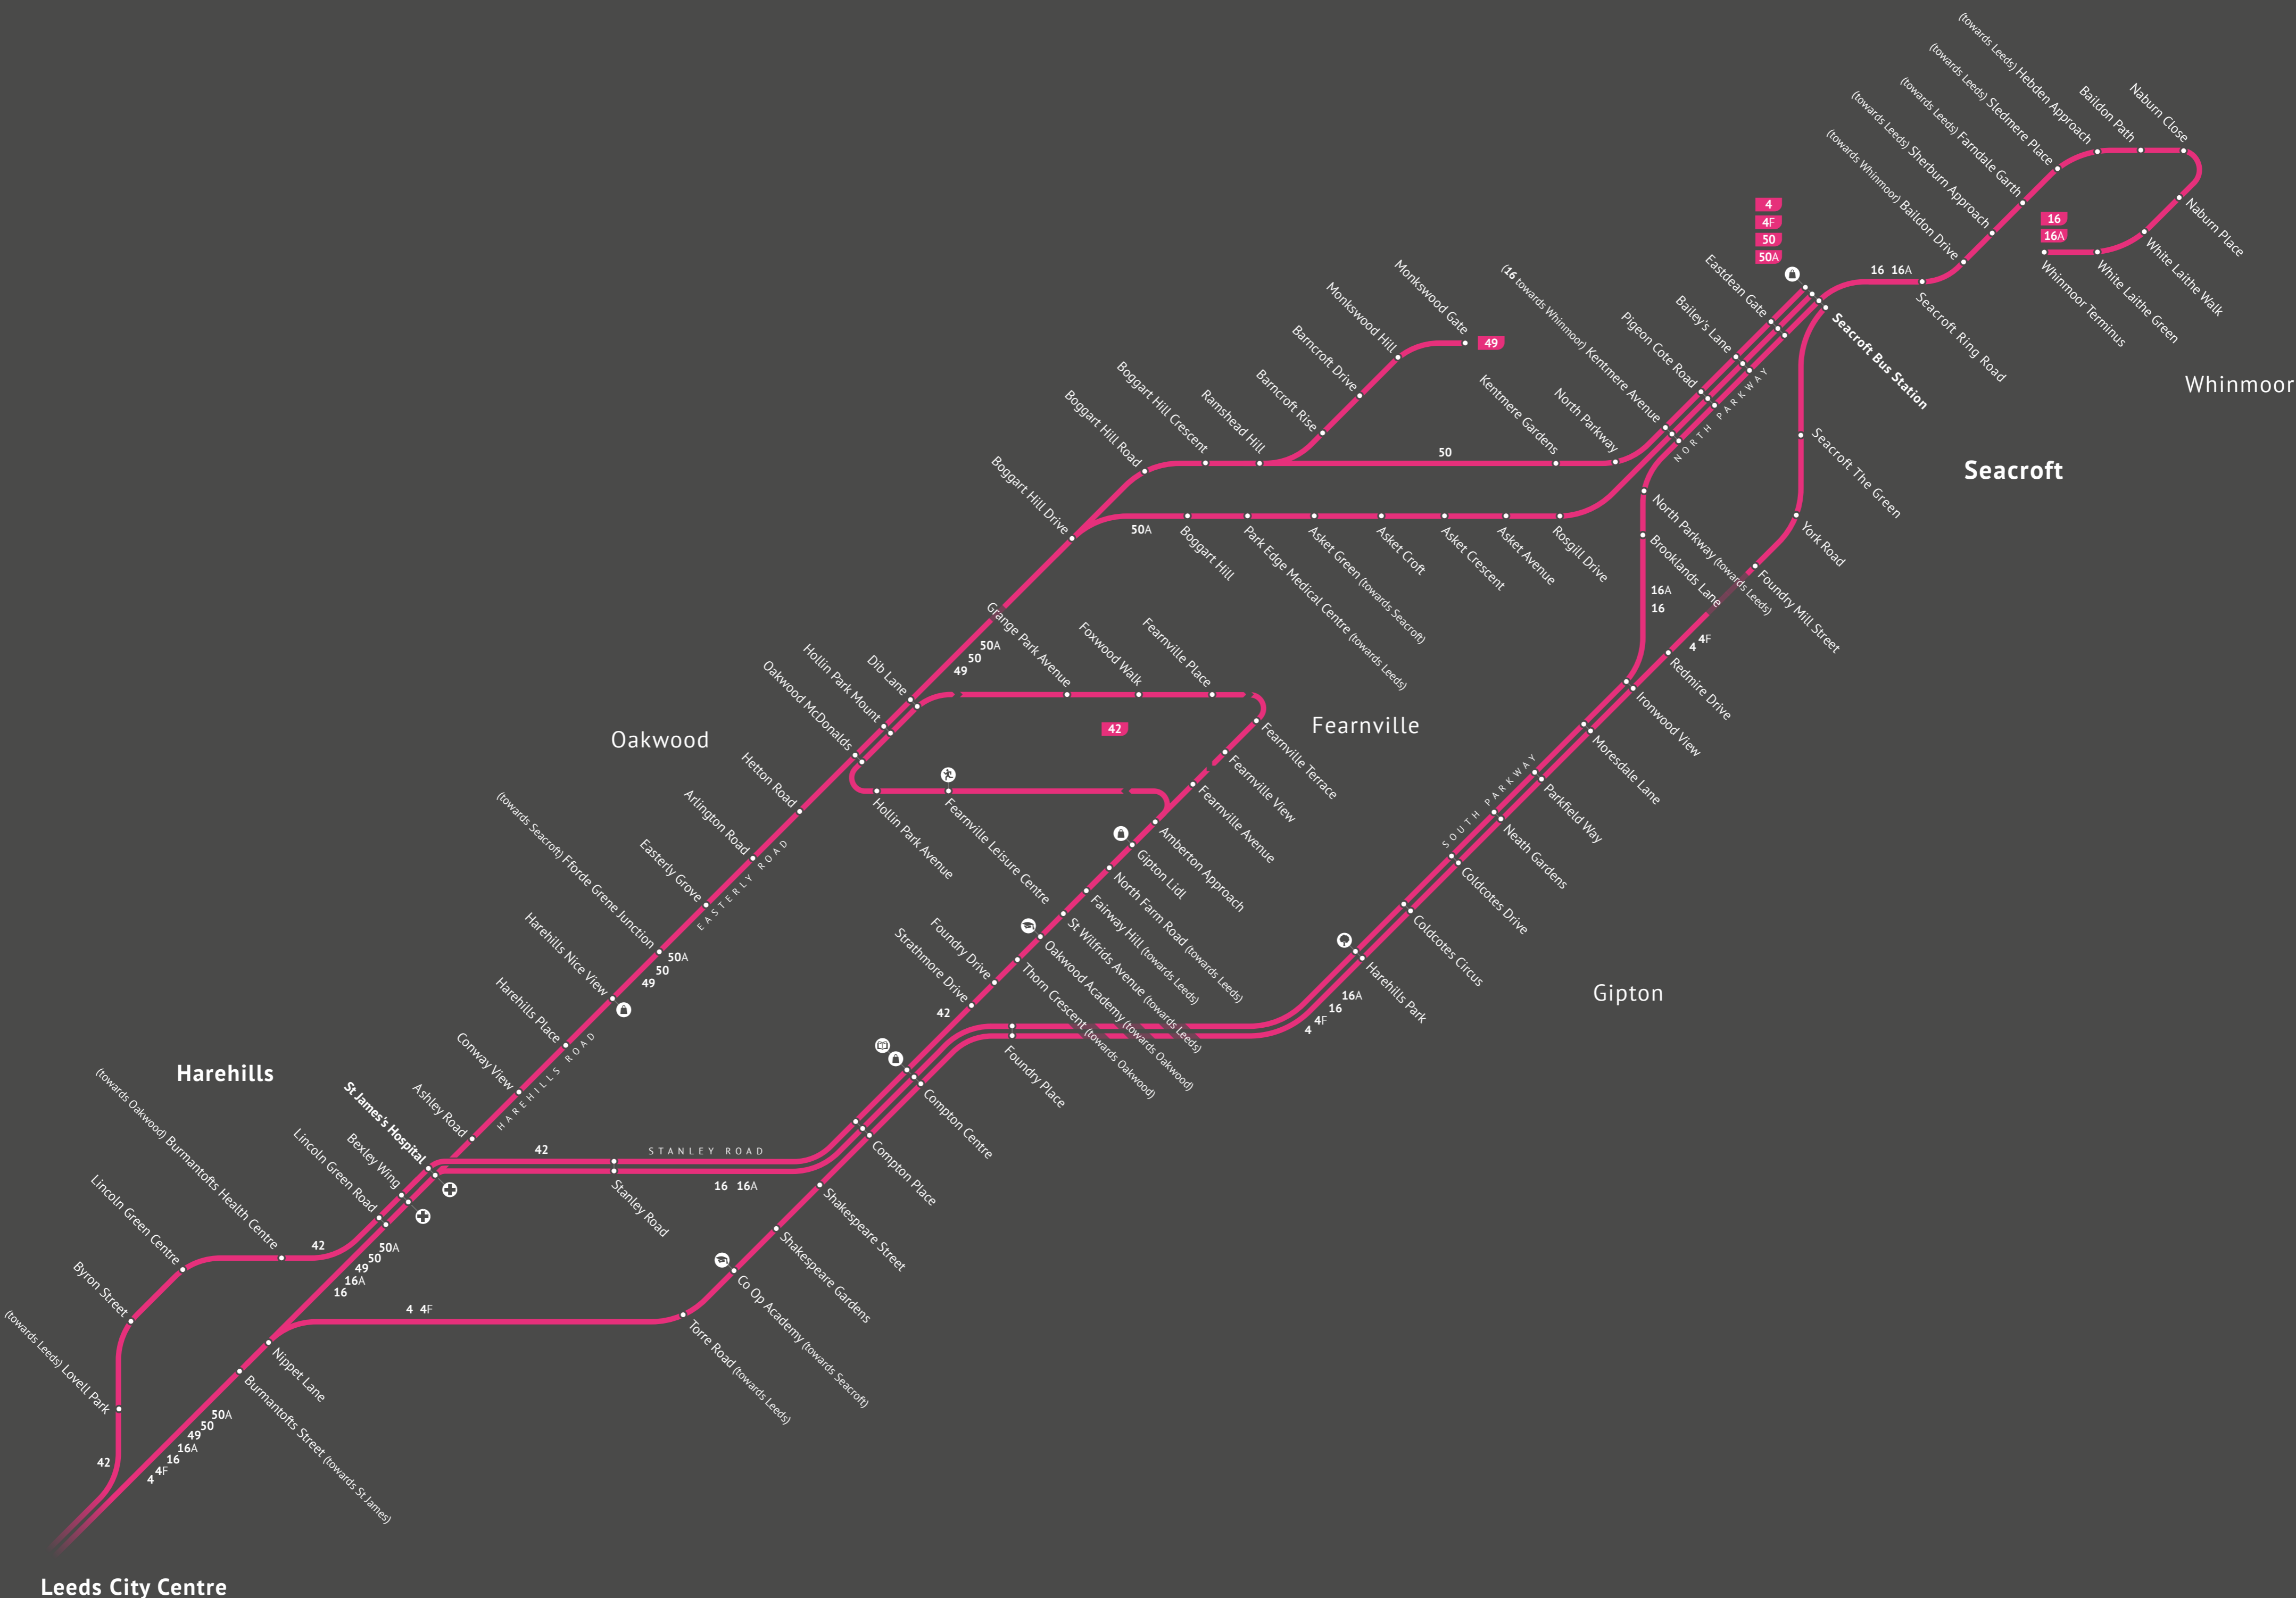 (towards Leeds) Hebden Approach
(towards Leeds) Sledmere Place
(towards Leeds) Farndale Garth
(towards Leeds) Sherburn Approach
(towards Whinmoor) Baildon Drive
Baildon Path
Naburn Close
Naburn Place
White Laithe Walk
White Laithe Green
Whinmoor Terminus
16
16A
16 16A
Seacroft Ring Road
Whinmoor
4
4F
50
50A
Seacroft Bus Station
Eastdean Gate
Bailey's Lane
Pigeon Cote Road
(16 towards Whinmoor) Kentmere Avenue
NORTH PARKWAY
North Parkway
Kentmere Gardens
50
Monkswood Gate
49
Monkswood Hill
Barncroft Drive
Barncroft Rise
Ramshead Hill
Boggart Hill Crescent
Boggart Hill Road
Boggart Hill Drive
50A
Boggart Hill
Park Edge Medical Centre (towards Leeds)
Asket Green (towards Seacroft)
Asket Croft
Asket Crescent
Asket Avenue
Rosgill Drive
Seacroft
Seacroft The Green
York Road
Foundry Mill Street
North Parkway (towards Leeds)
Brooklands Lane
16A
16
4F
4
Redmire Drive
Ironwood View
Moresdale Lane
Parkfield Way
SOUTH PARKWAY
Neath Gardens
Coldcotes Drive
Coldcotes Circus
Harehills Park
Gipton
16A
16
4F
4
Grange Park Avenue
Foxwood Walk
Fearnville Place
50A
50
49
Dib Lane
Hollin Park Mount
Oakwood McDonalds
Oakwood
42
Fearnville
Fearnville Terrace
Fearnville View
Fearnville Avenue
Amberton Approach
Gipton Lidl
North Farm Road (towards Leeds)
Fairway Hill (towards Leeds)
St Wilfrids Avenue (towards Leeds)
Oakwood Academy (towards Oakwood)
Thorn Crescent (towards Oakwood)
Foundry Drive
Strathmore Drive
42
Hollin Park Avenue
Fearnville Leisure Centre
Hetton Road
Arlington Road
Easterly Grove
EASTERLY ROAD
(towards Seacroft) Fforde Grene Junction
50A
50
49
Harehills Nice View
Harehills Place
Conway View
HAREHILLS ROAD
Ashley Road
Harehills
St James's Hospital
Bexley Wing
Lincoln Green Road
(towards Oakwood) Burmantofts Health Centre
Lincoln Green Centre
Byron Street
(towards Leeds) Lovell Park
42
STANLEY ROAD
16 16A
Stanley Road
Foundry Place
Compton Centre
Compton Place
Shakespeare Street
Shakespeare Gardens
Co Op Academy (towards Seacroft)
Torre Road (towards Leeds)
42
50A
50
49
16A
16
4 4F
Nippet Lane
Burmantofts Street (towards St James)
50A
50
49
16A
16
4F
4
42
Leeds City Centre